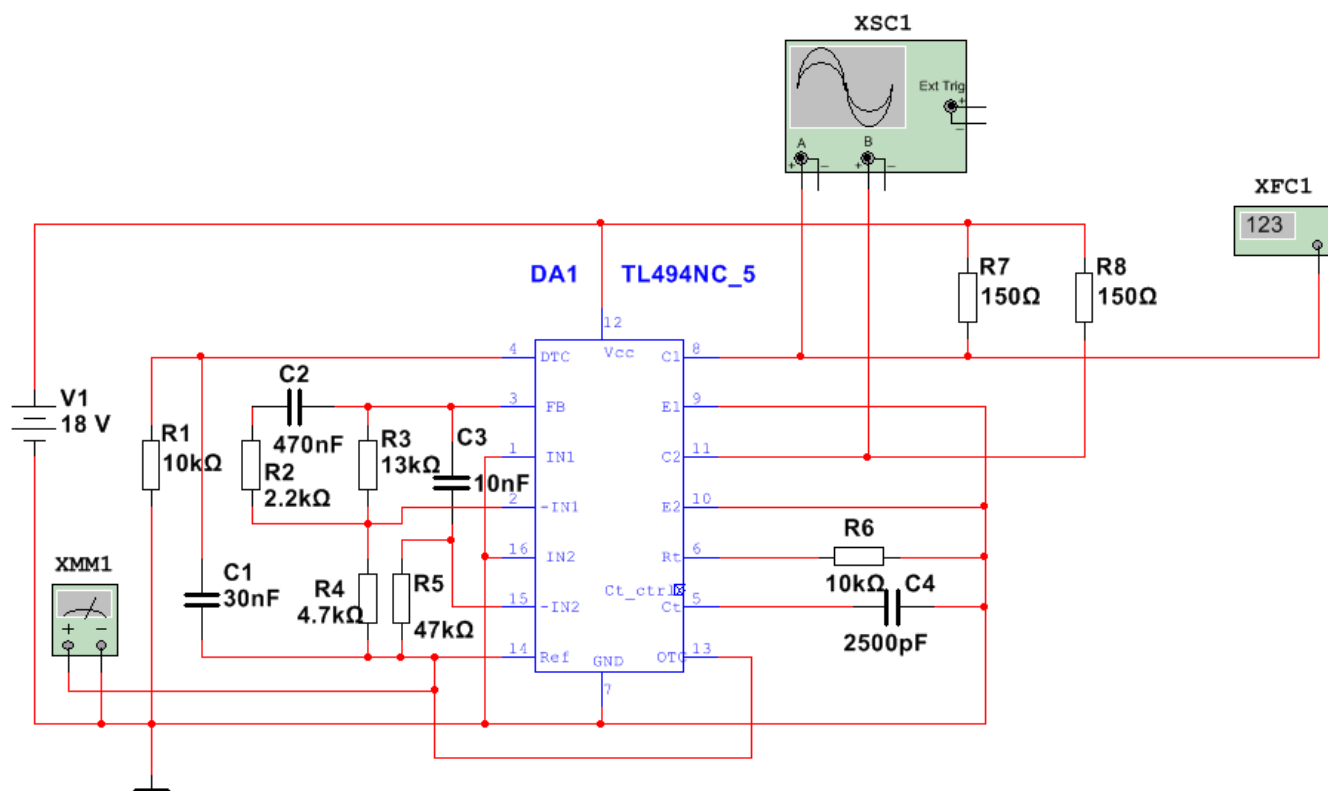 XSC1
Ext Trig
+
−
A
B
+ − + −
XFC1
123
DA1 TL494NC_5
R7
150Ω
R8
150Ω
12
Vcc
4 DTC C1 8
3 FB E1 9
1 IN1 C2 11
2 -IN1 E2 10
16 IN2 Rt 6
Ct_ctrl
15 -IN2 Ct 5
14 Ref OTC 13
GND
7
V1
18 V
R1
10kΩ
C2
470nF
R2
2.2kΩ
R3
13kΩ
C3
10nF
XMM1
+ −
C1
30nF
R4
4.7kΩ
R5
47kΩ
R6
10kΩ
C4
2500pF